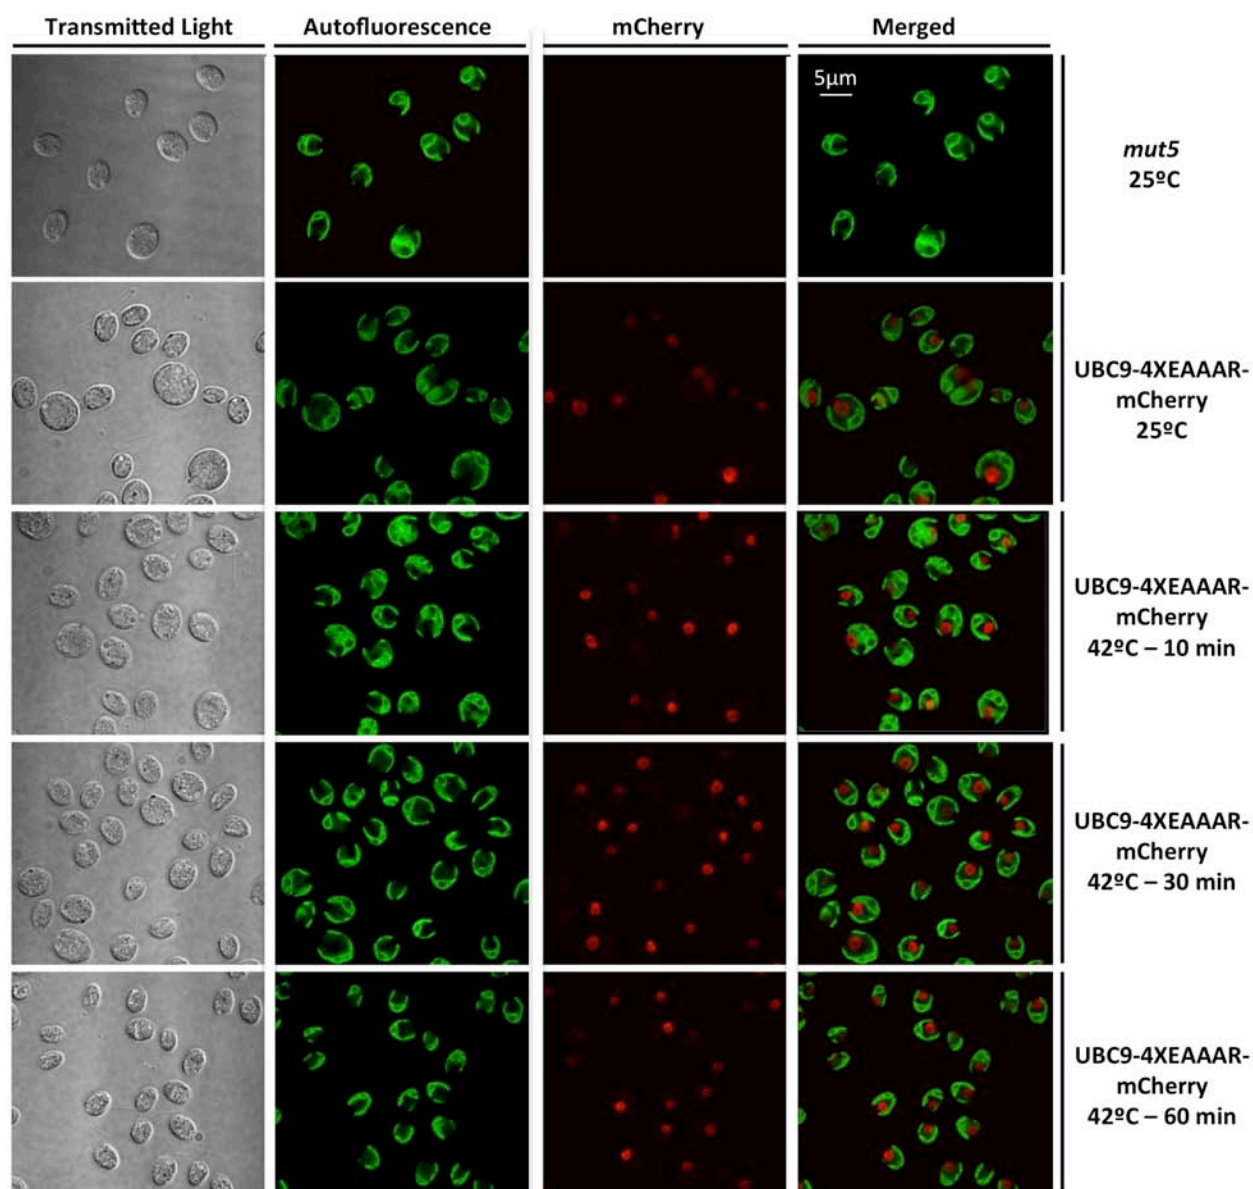 Transmitted Light
Autofluorescence
mCherry
Merged
5µm
mut5
25ºC
UBC9-4XEAAAR-
mCherry
25ºC
UBC9-4XEAAAR-
mCherry
42ºC – 10 min
UBC9-4XEAAAR-
mCherry
42ºC – 30 min
UBC9-4XEAAAR-
mCherry
42ºC – 60 min